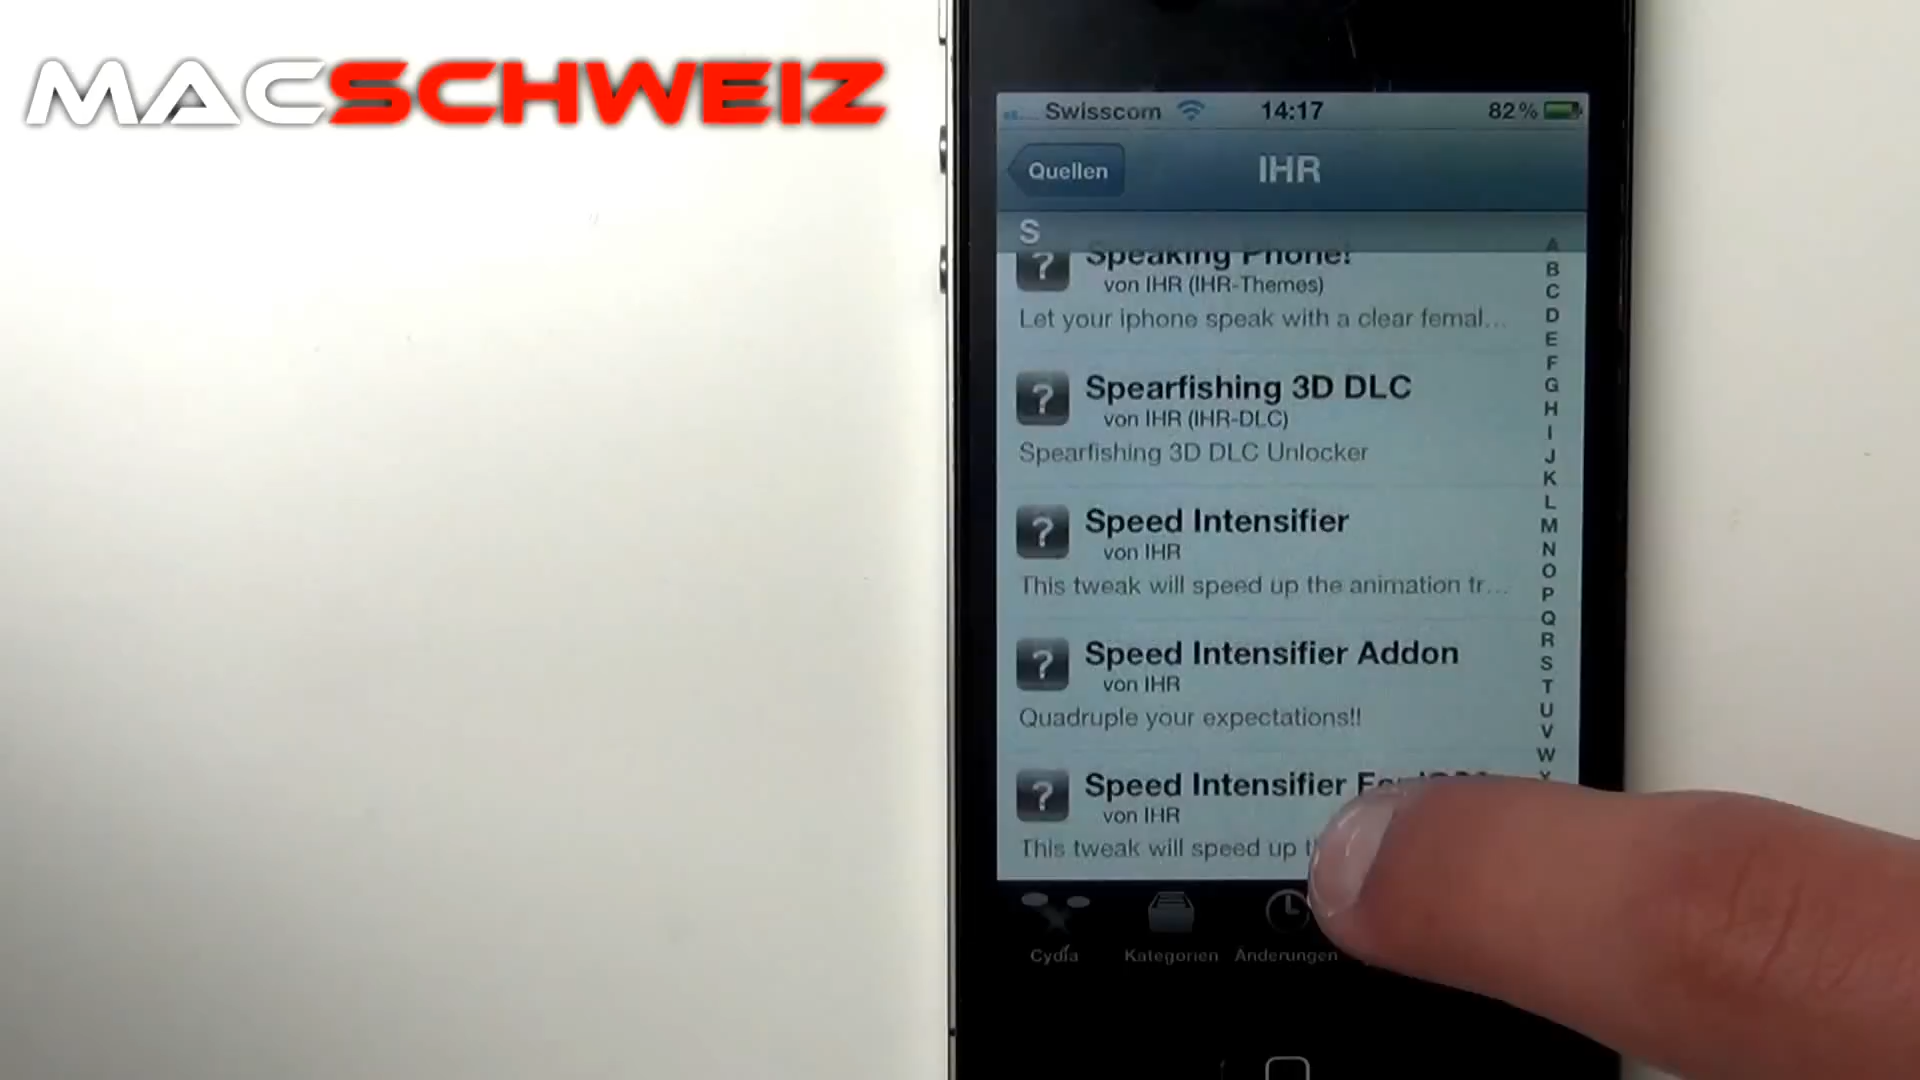 MACSCHWEIZ
Swisscom 14:17 82%
Quellen IHR
S
Speaking Phone!
von IHR (IHR-Themes)
Let your iphone speak with a clear femal...
Spearfishing 3D DLC
von IHR (IHR-DLC)
Spearfishing 3D DLC Unlocker
Speed Intensifier
von IHR
This tweak will speed up the animation tr...
Speed Intensifier Addon
von IHR
Quadruple your expectations!!
Speed Intensifier
von IHR
This tweak will speed up
A
B
C
D
E
F
G
H
I
J
K
L
M
N
O
P
Q
R
S
T
U
V
W
Cydia Kategorien Änderungen